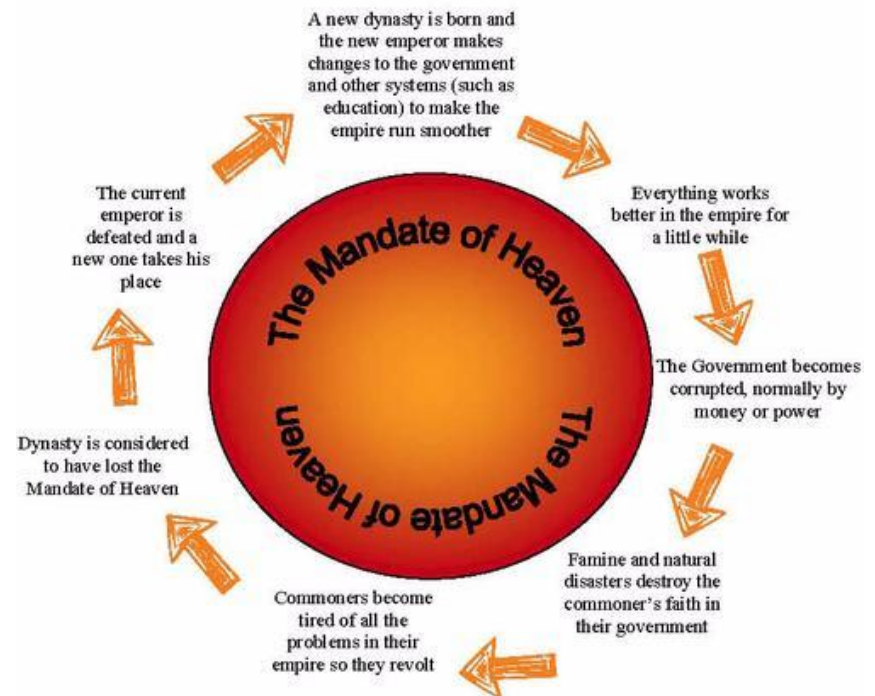 A new dynasty is born and
the new emperor makes
changes to the government
and other systems (such as
education) to make the
empire run smoother
Everything works
better in the empire for
a little while
The Government becomes
corrupted, normally by
money or power
Famine and natural
disasters destroy the
commoner's faith in
their government
Commoners become
tired of all the
problems in their
empire so they revolt
Dynasty is considered
to have lost the
Mandate of Heaven
The current
emperor is
defeated and a
new one takes his
place
The Mandate of Heaven
The Mandate of Heaven